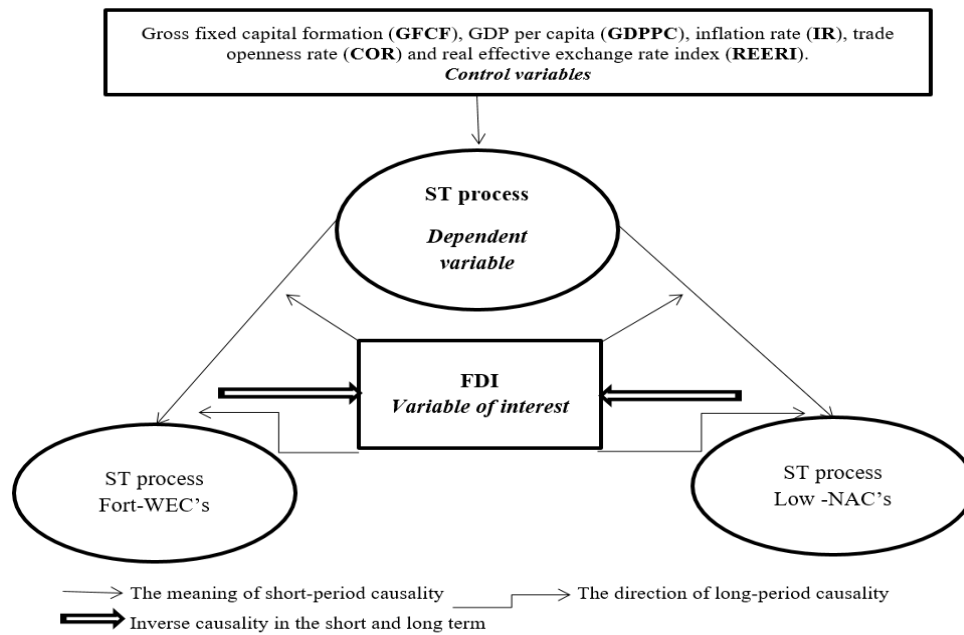 Gross fixed capital formation (GFCF), GDP per capita (GDPPC), inflation rate (IR), trade
openness rate (COR) and real effective exchange rate index (REERI).
Control variables
ST process
Dependent
variable
FDI
Variable of interest
ST process
Fort-WEC’s
ST process
Low -NAC’s
The meaning of short-period causality
The direction of long-period causality
Inverse causality in the short and long term